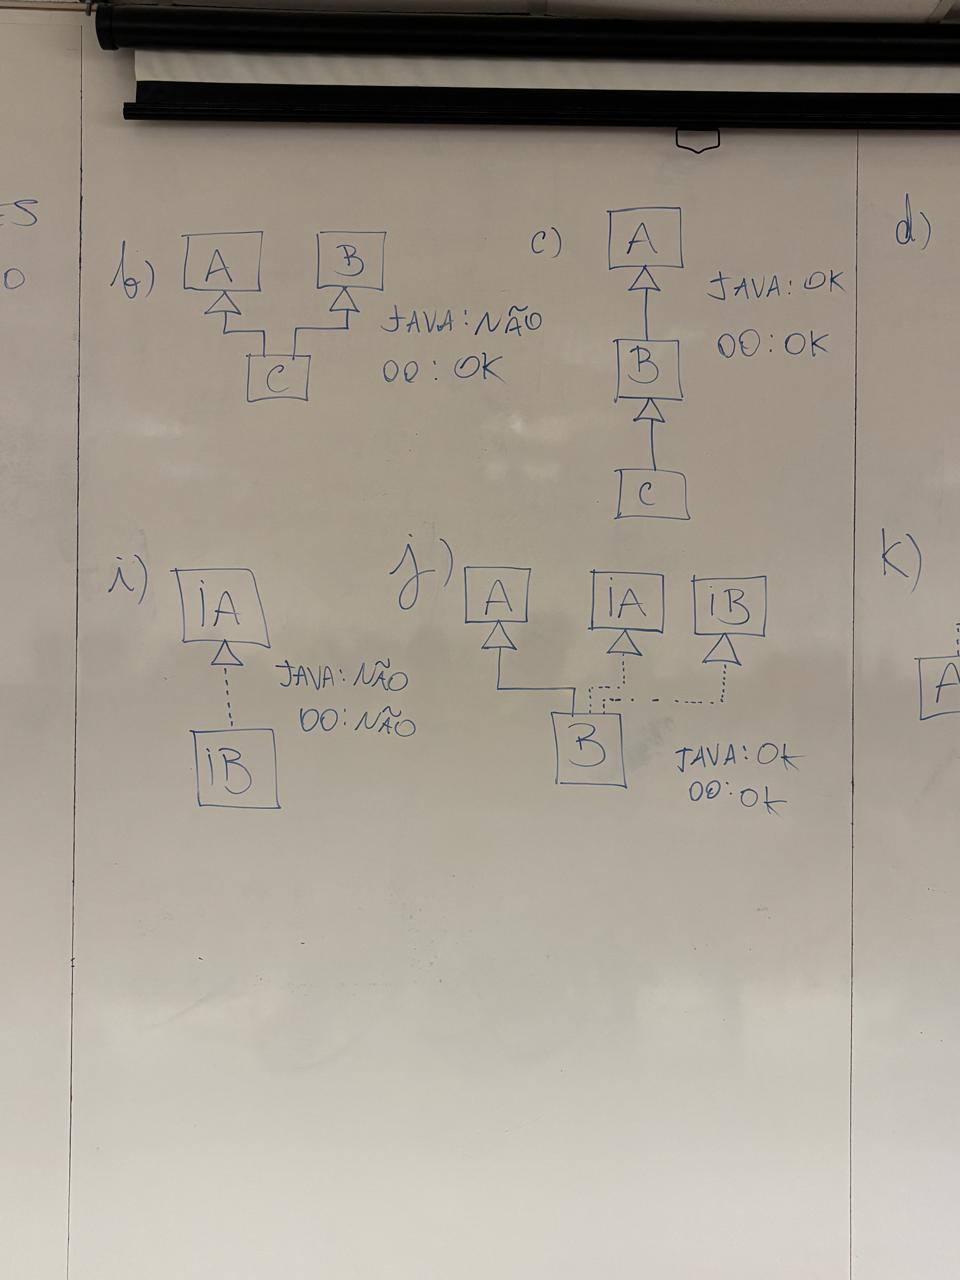 ES
O
b)
A
B
JAVA: NÃO
OO: OK
C
c)
A
JAVA: OK
OO: OK
B
C
d)
i)
iA
JAVA: NÃO
OO: NÃO
iB
j)
A
iA
iB
B
JAVA: OK
OO: OK
k)
A